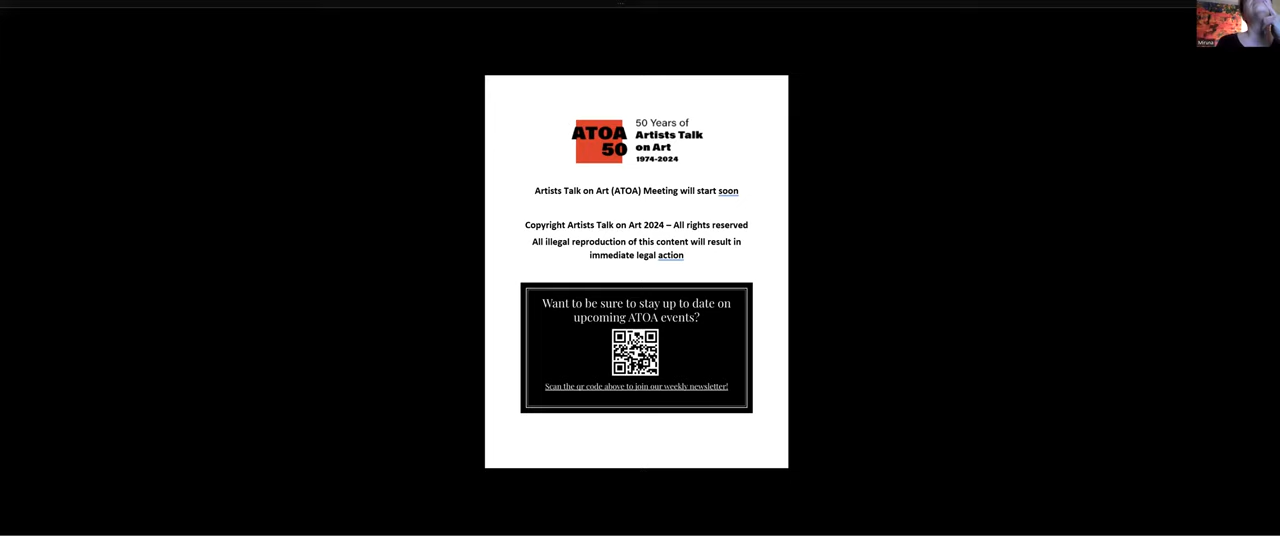 ATOA
50
50 Years of
Artists Talk
on Art
1974-2024
Artists Talk on Art (ATOA) Meeting will start soon
Copyright Artists Talk on Art 2024 – All rights reserved
All illegal reproduction of this content will result in
immediate legal action
Want to be sure to stay up to date on
upcoming ATOA events?
Scan the qr code above to join our weekly newsletter!